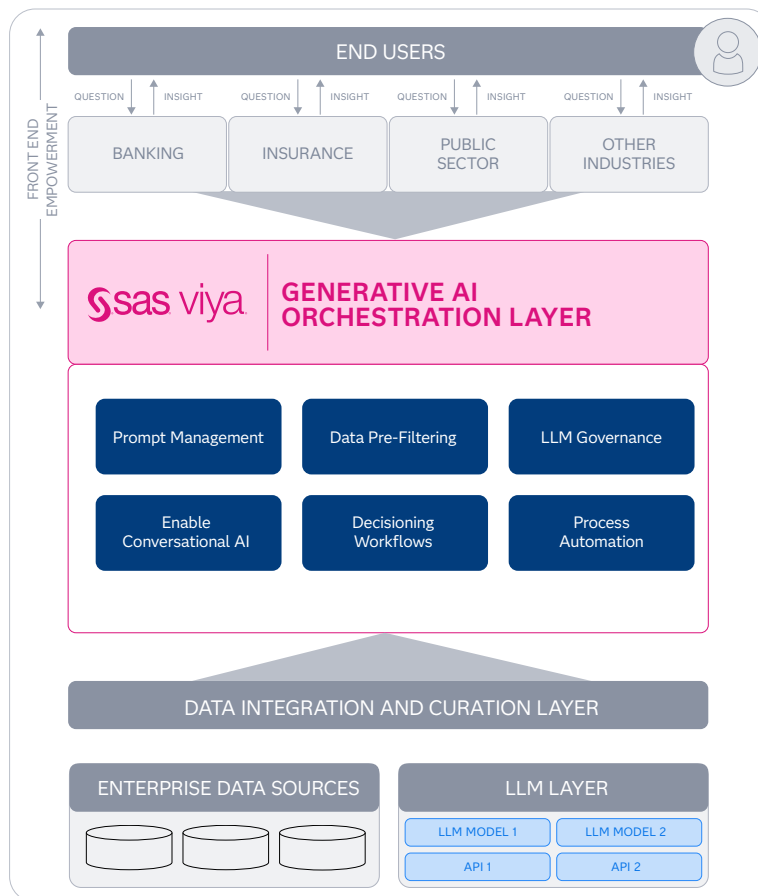 END USERS
QUESTION INSIGHT QUESTION INSIGHT QUESTION INSIGHT QUESTION INSIGHT
FRONT END
EMPOWERMENT
BANKING
INSURANCE
PUBLIC
SECTOR
OTHER
INDUSTRIES
sas viya
GENERATIVE AI
ORCHESTRATION LAYER
Prompt Management
Data Pre-Filtering
LLM Governance
Enable
Conversational AI
Decisioning
Workflows
Process
Automation
DATA INTEGRATION AND CURATION LAYER
ENTERPRISE DATA SOURCES
LLM LAYER
LLM MODEL 1
LLM MODEL 2
API 1
API 2